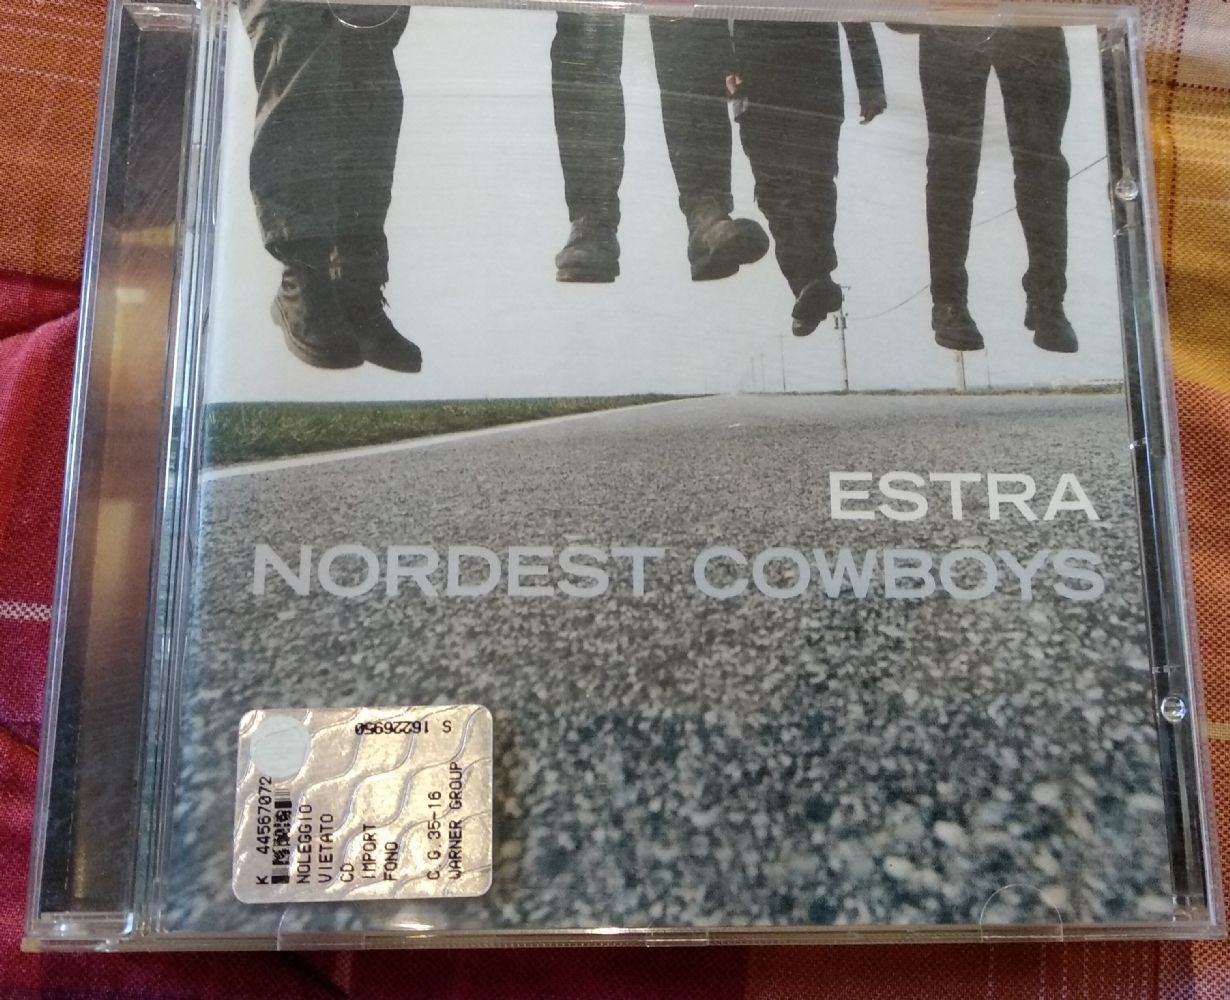 ESTRA
NORDEST COWBOYS
S 16226950
K 44567072
NOLEGGIO
VIETATO
CD
IMPORT
FONO
C.G.35-16
WARNER GROUP